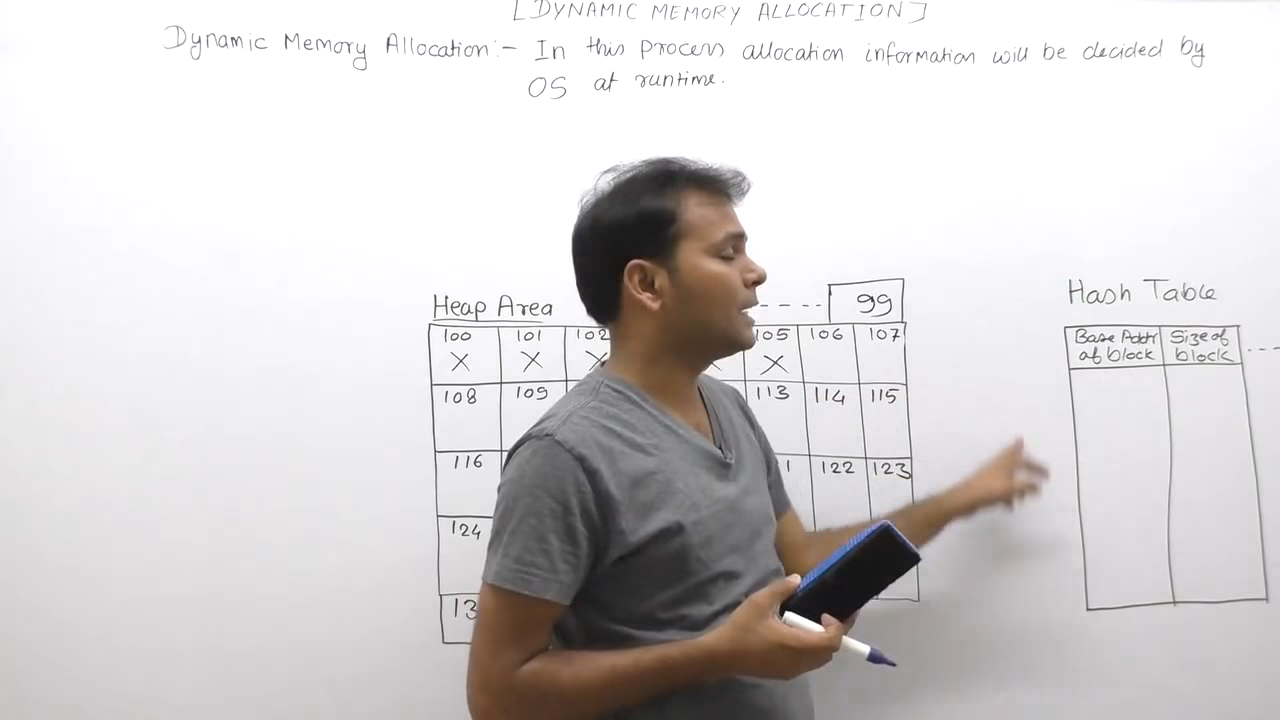 [DYNAMIC MEMORY ALLOCATION]
Dynamic Memory Allocation:- In this process allocation information will be decided by
OS at runtime.
Heap Area ---- 99
100 101 102 105 106 107
X X X X X
108 109 113 114 115
116 122 123
124
Hash Table
Base Addr Size of
of block block ---